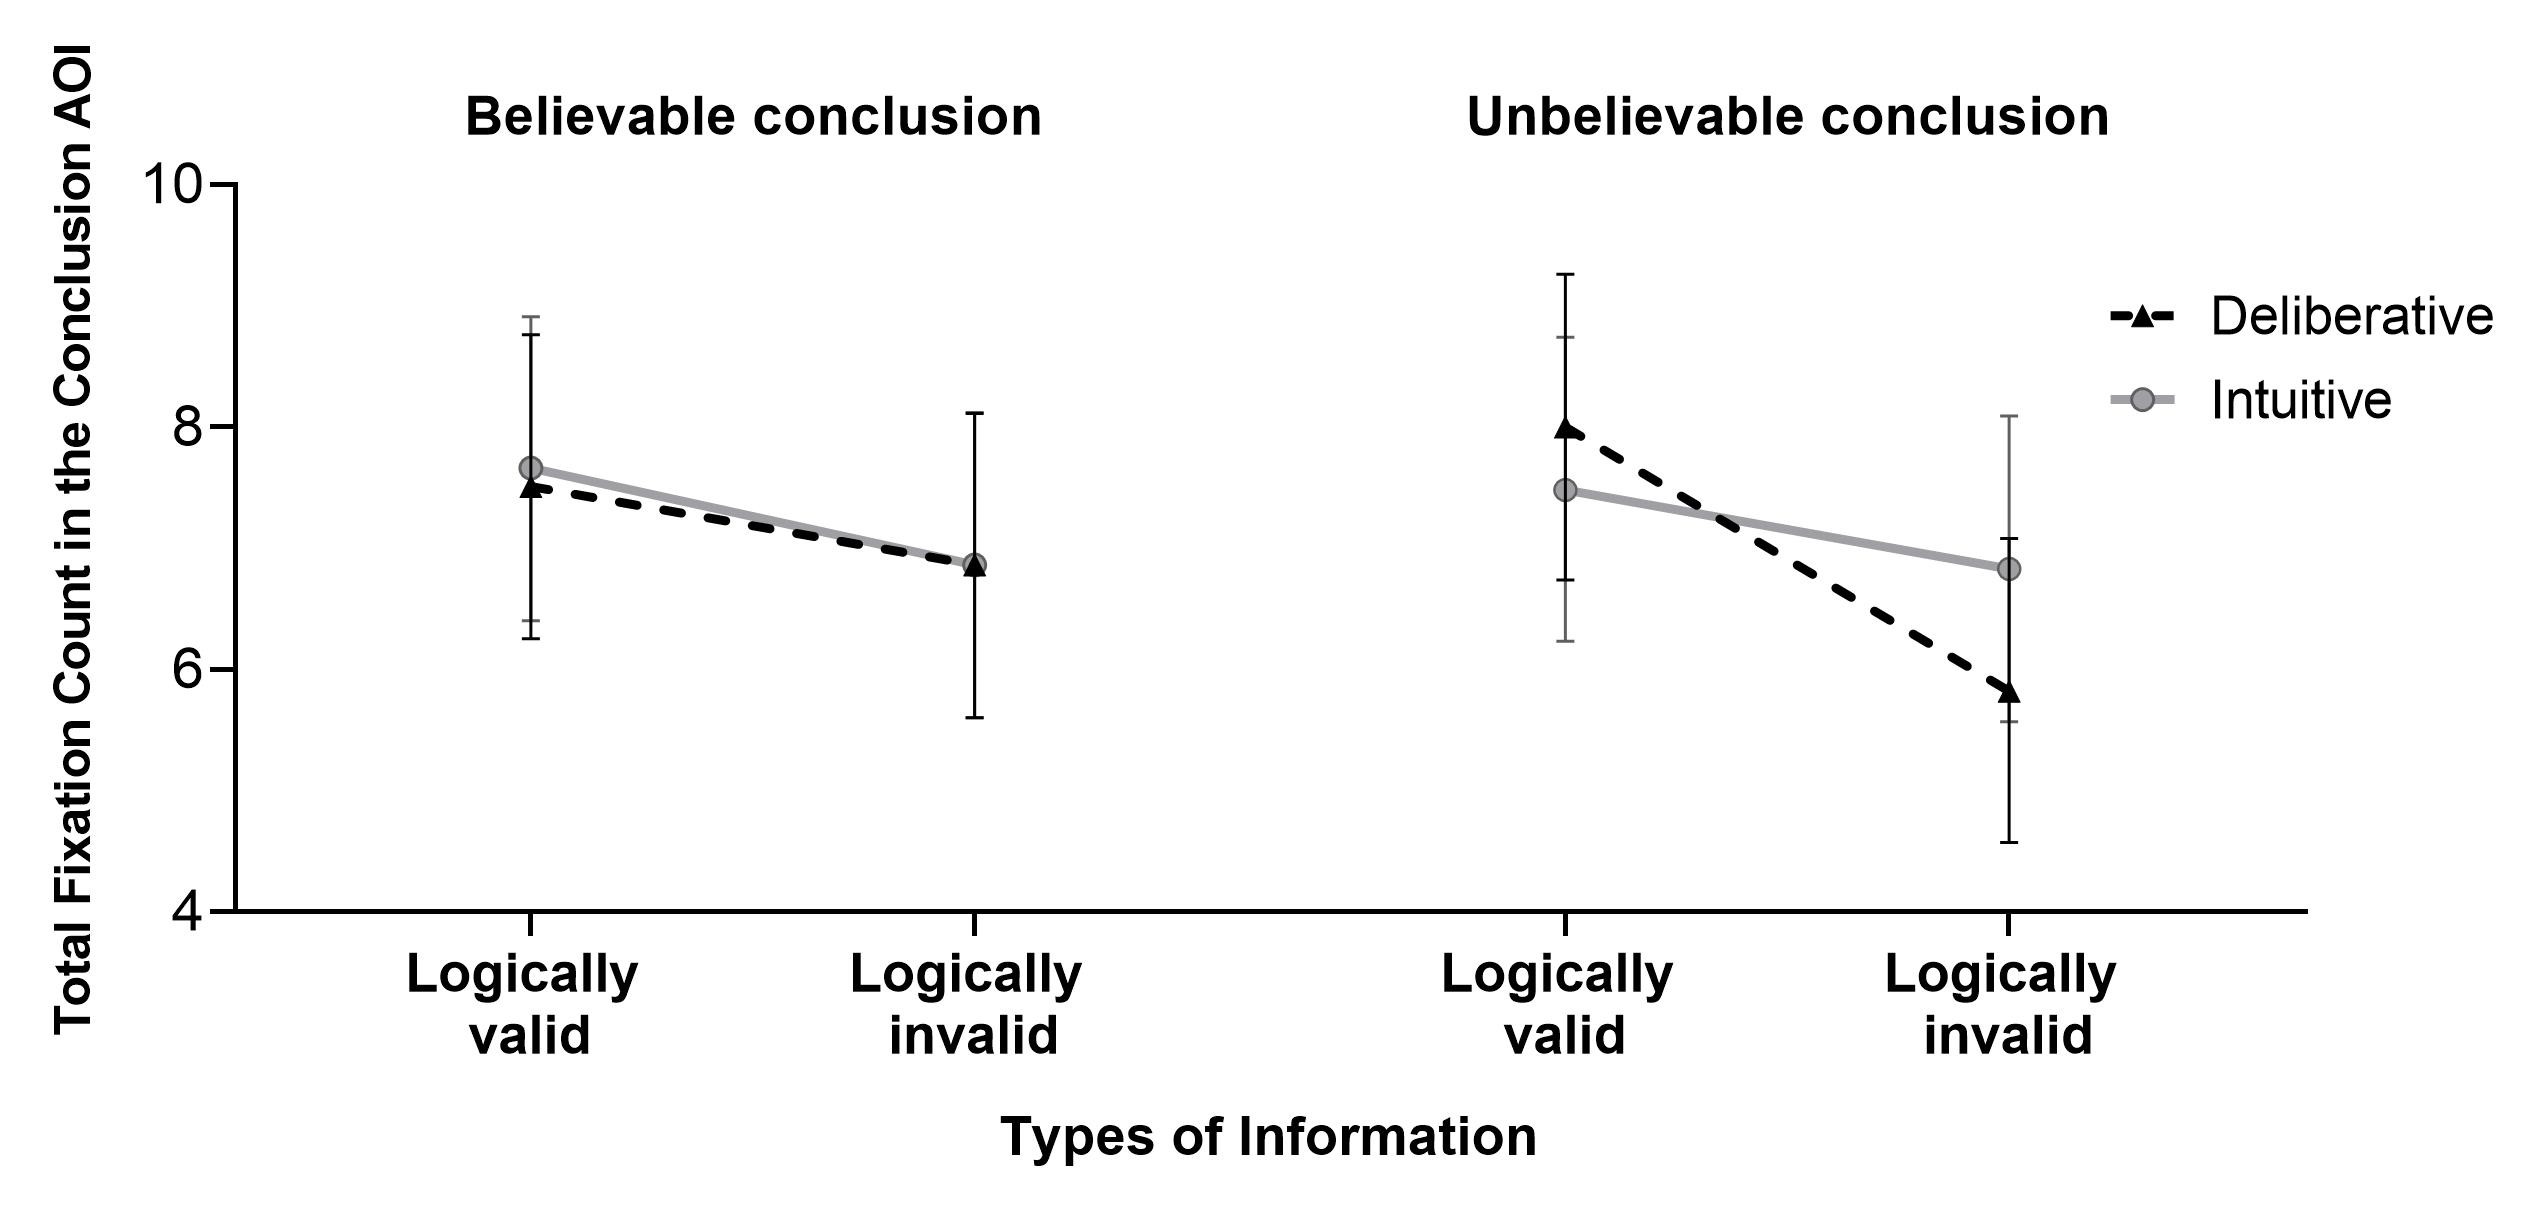 Total Fixation Count in the Conclusion AOI
Believable conclusion
Unbelievable conclusion
10
8
6
4
Deliberative
Intuitive
Logically
valid
Logically
invalid
Logically
valid
Logically
invalid
Types of Information